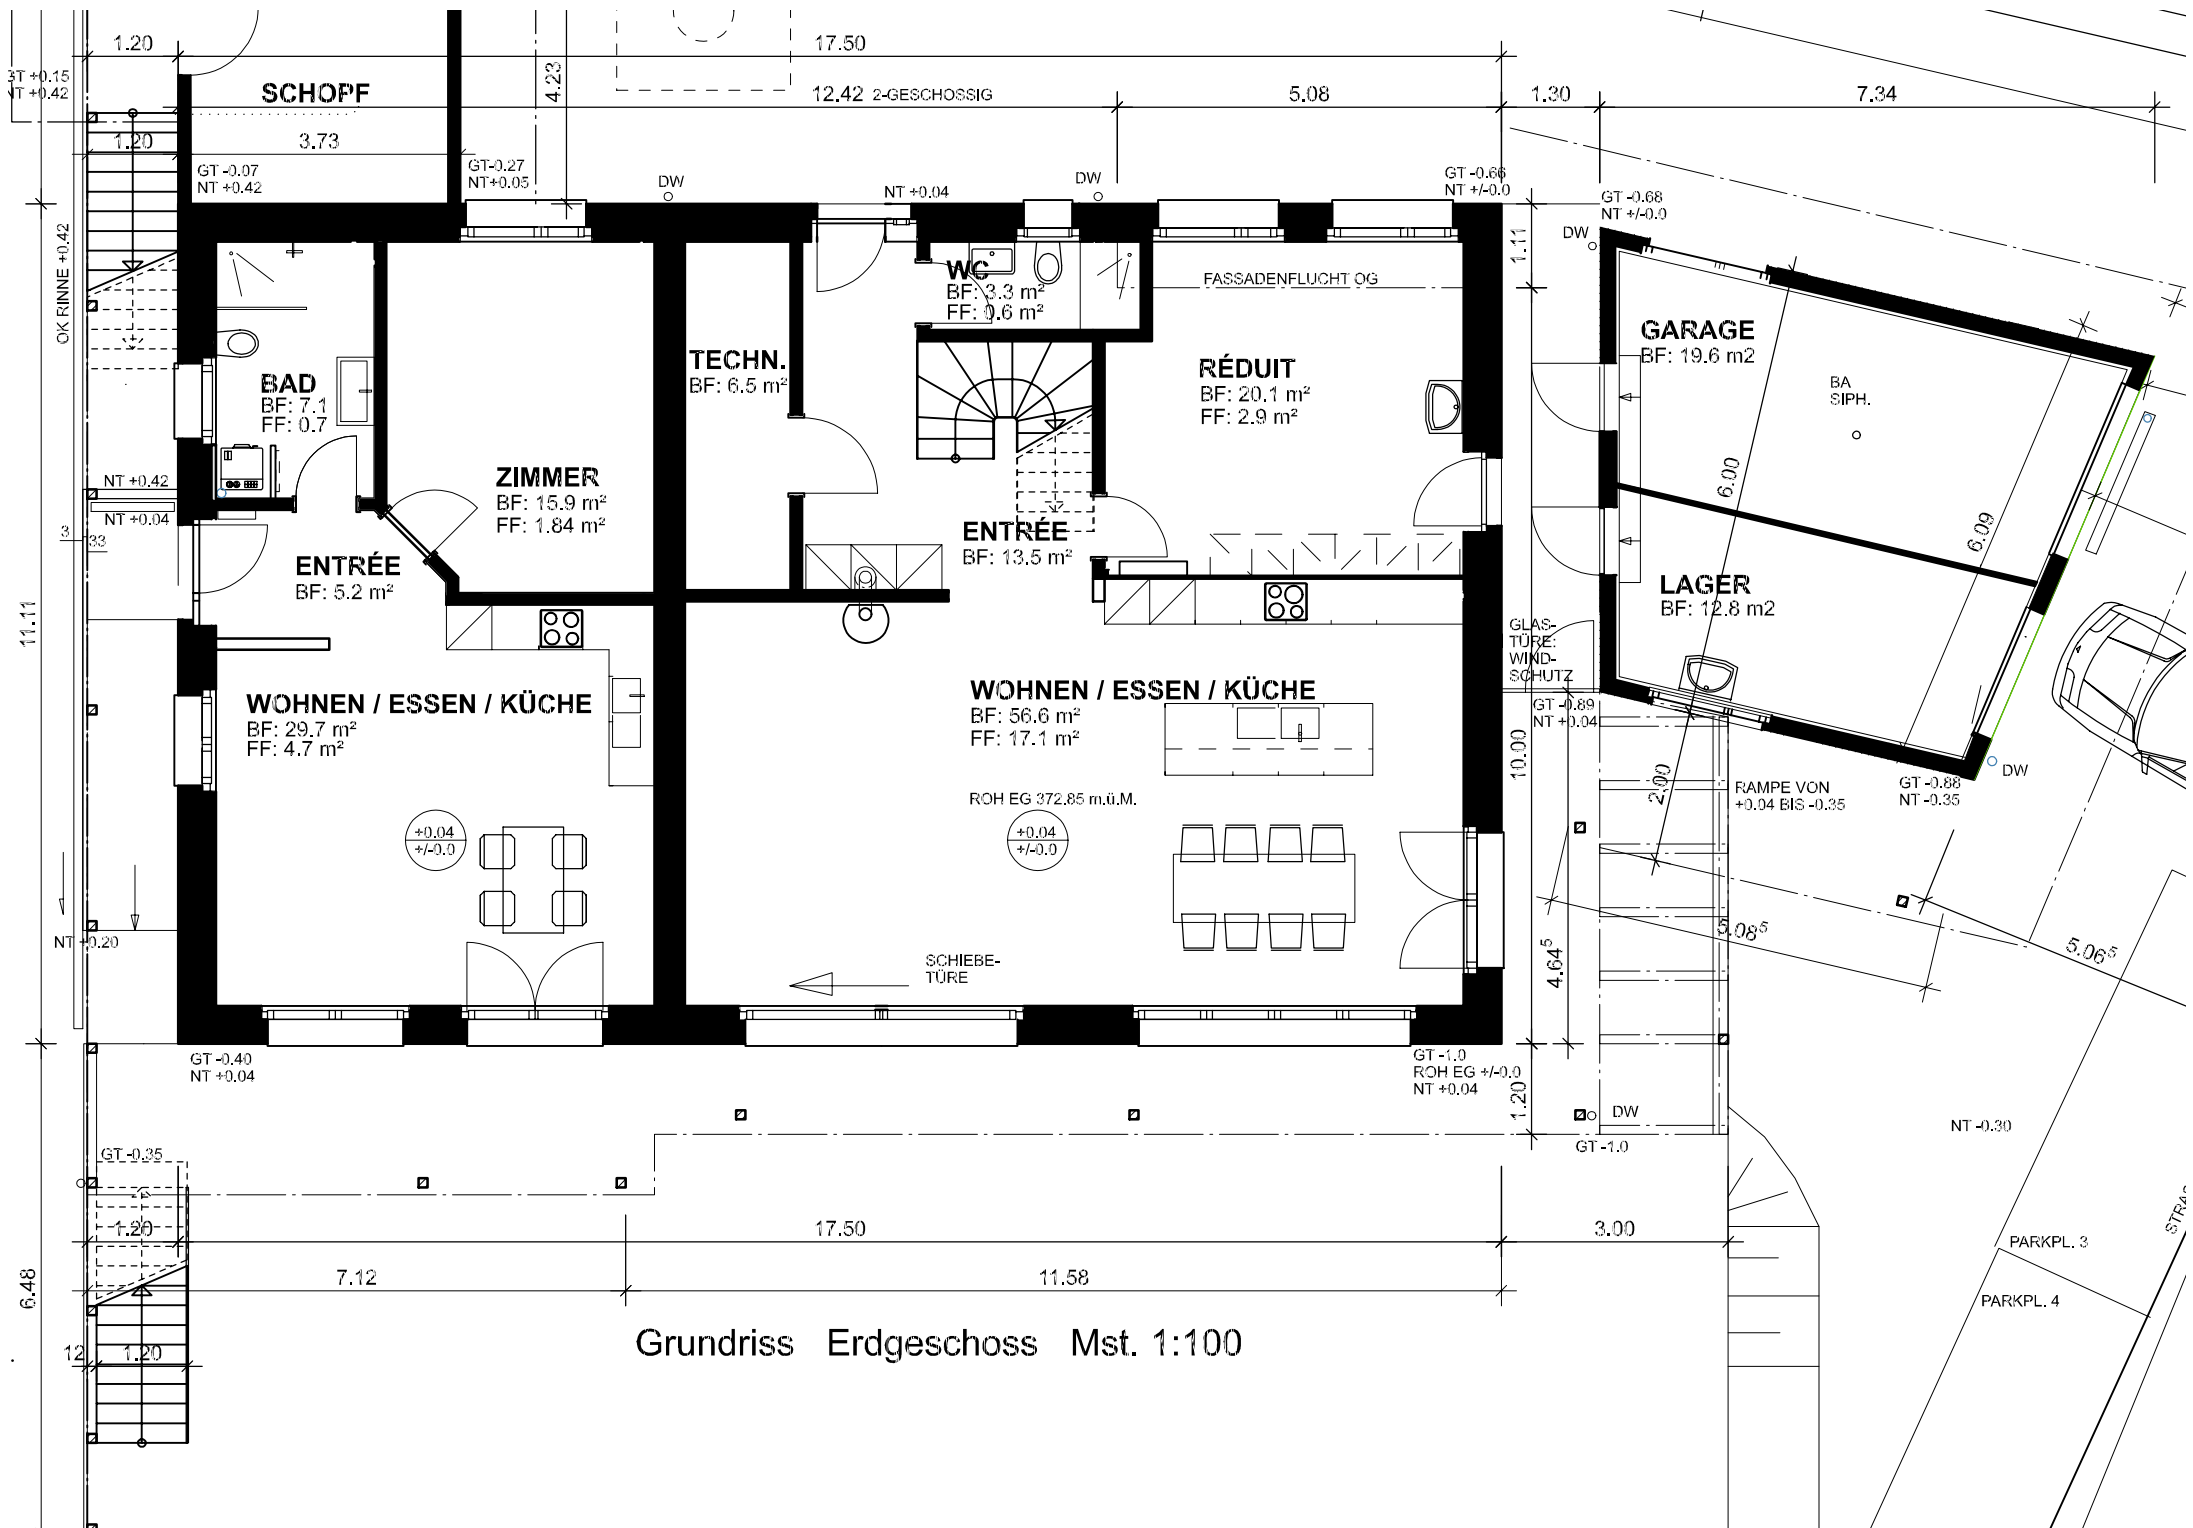 1.20
17.50
GT +0.15
NT +0.42
SCHOPF
4.23
12.42 2-GESCHOSSIG
5.08
1.30
7.34
1.20
3.73
GT -0.07
NT +0.42
GT-0.27
NT+0.05
DW
NT +0.04
DW
GT -0.66
NT +/-0.0
GT -0.68
NT +/-0.0
DW
OK RINNE +0.42
1.11
WC
BF: 3.3 m²
FF: 0.6 m²
FASSADENFLUCHT OG
GARAGE
BF: 19.6 m2
BA
SIPH.
TECHN.
BF: 6.5 m²
RÉDUIT
BF: 20.1 m²
FF: 2.9 m²
BAD
BF: 7.1
FF: 0.7
ZIMMER
BF: 15.9 m²
FF: 1.84 m²
NT +0.42
NT +0.04
3
33
6.00
6.09
ENTRÉE
BF: 13.5 m²
ENTRÉE
BF: 5.2 m²
LAGER
BF: 12.8 m2
11.11
GLAS-
TÜRE:
WIND-
SCHUTZ
WOHNEN / ESSEN / KÜCHE
BF: 29.7 m²
FF: 4.7 m²
WOHNEN / ESSEN / KÜCHE
BF: 56.6 m²
FF: 17.1 m²
GT -0.89
NT +0.04
10.00
2.00
RAMPE VON
+0.04 BIS -0.35
GT -0.88
NT -0.35
DW
ROH EG 372.85 m.ü.M.
+0.04
+/-0.0
+0.04
+/-0.0
NT +0.20
SCHIEBE-
TÜRE
4.64⁵
5.08⁵
5.06⁵
GT -0.40
NT +0.04
GT -1.0
ROH EG +/-0.0
NT +0.04
1.20
DW
GT -1.0
NT -0.30
GT -0.35
1.20
17.50
3.00
STRAS
PARKPL. 3
6.48
7.12
11.58
PARKPL. 4
Grundriss Erdgeschoss Mst. 1:100
12
1.20